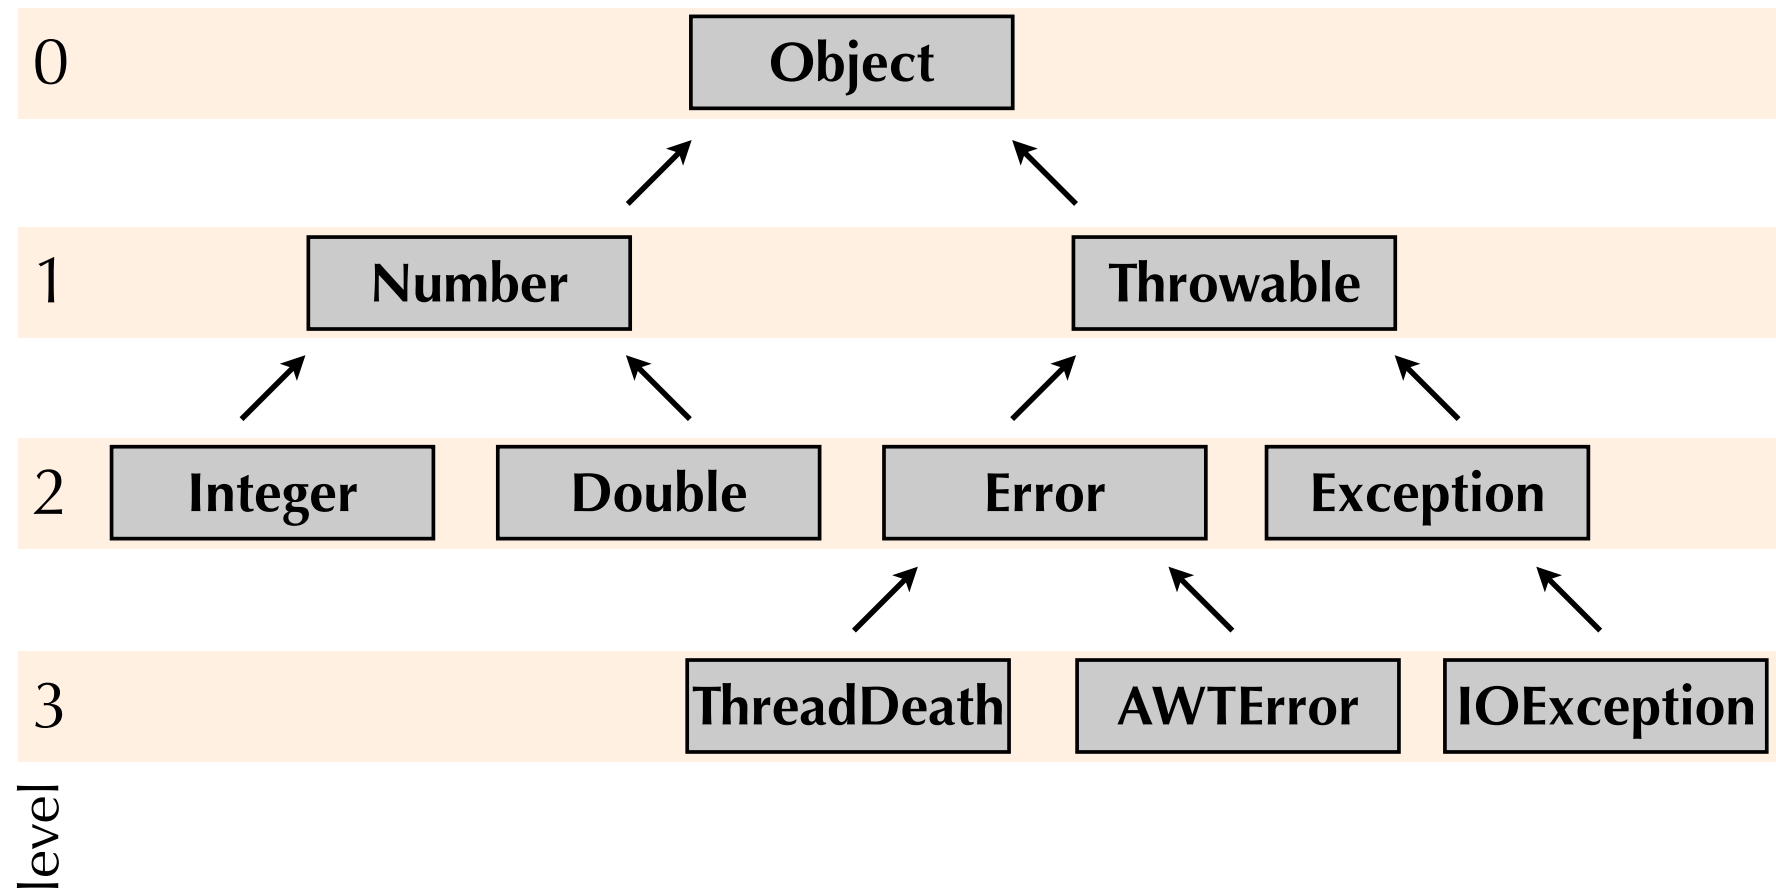 0 Object
1 Number Throwable
2 Integer Double Error Exception
3 ThreadDeath AWTError IOException
level